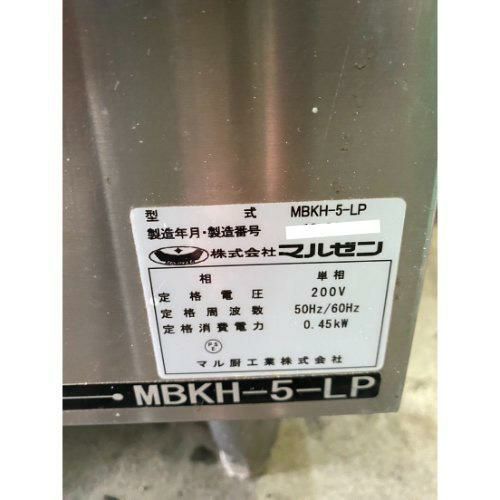 型 式 MBKH-5-LP
製造年月・製造番号
株式会社マルゼン
相 単相
定格電圧 200V
定格周波数 50Hz/60Hz
定格消費電力 0.45kW
PS E
マル厨工業株式会社
MBKH-5-LP